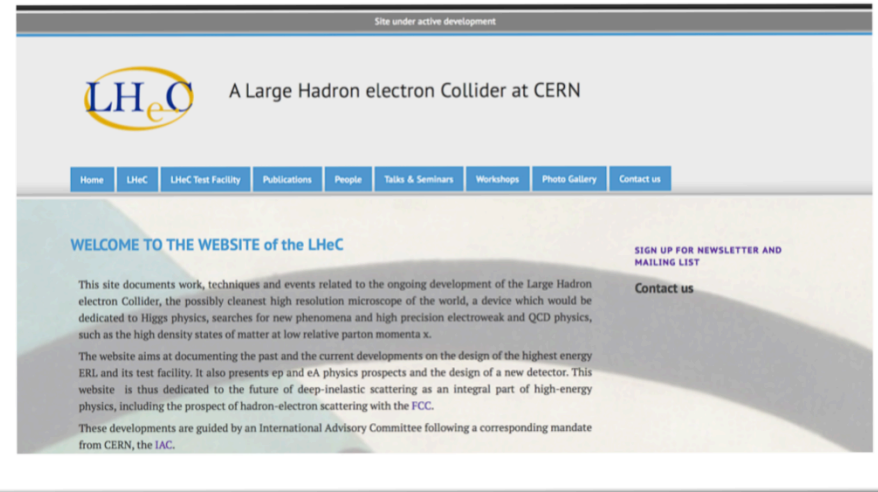 Site under active development
LHeC
A Large Hadron electron Collider at CERN
Home LHeC LHeC Test Facility Publications People Talks & Seminars Workshops Photo Gallery Contact us
WELCOME TO THE WEBSITE of the LHeC
This site documents work, techniques and events related to the ongoing development of the Large Hadron
electron Collider, the possibly cleanest high resolution microscope of the world, a device which would be
dedicated to Higgs physics, searches for new phenomena and high precision electroweak and QCD physics,
such as the high density states of matter at low relative parton momenta x.
The website aims at documenting the past and the current developments on the design of the highest energy
ERL and its test facility. It also presents ep and eA physics prospects and the design of a new detector. This
website is thus dedicated to the future of deep-inelastic scattering as an integral part of high-energy
physics, including the prospect of hadron-electron scattering with the FCC.
These developments are guided by an International Advisory Committee following a corresponding mandate
from CERN, the IAC.
SIGN UP FOR NEWSLETTER AND
MAILING LIST
Contact us